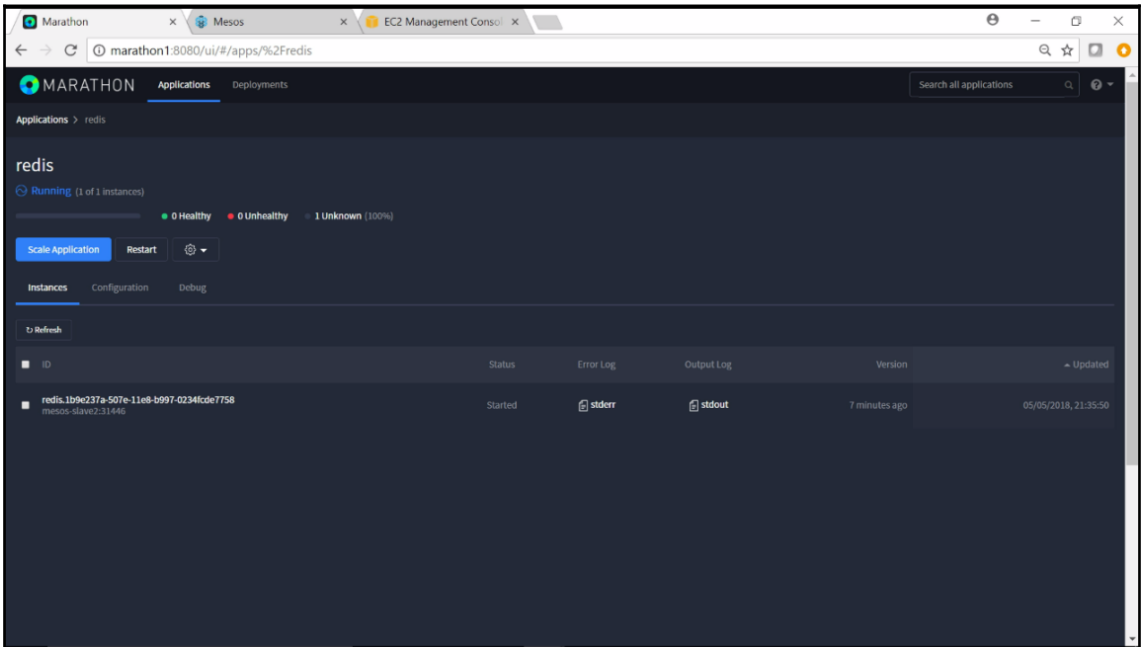 Marathon Mesos EC2 Management Consol
marathon1:8080/ui/#/apps/%2Fredis
MARATHON Applications Deployments Search all applications
Applications > redis
redis
Running (1 of 1 instances)
0 Healthy 0 Unhealthy 1 Unknown (100%)
Scale Application Restart
Instances Configuration Debug
Refresh
ID Status Error Log Output Log Version Updated
redis.1b9e237a-507e-11e8-b997-0234fcde7758 Started stderr stdout 7 minutes ago 05/05/2018, 21:35:50
mesos-slave2:31446